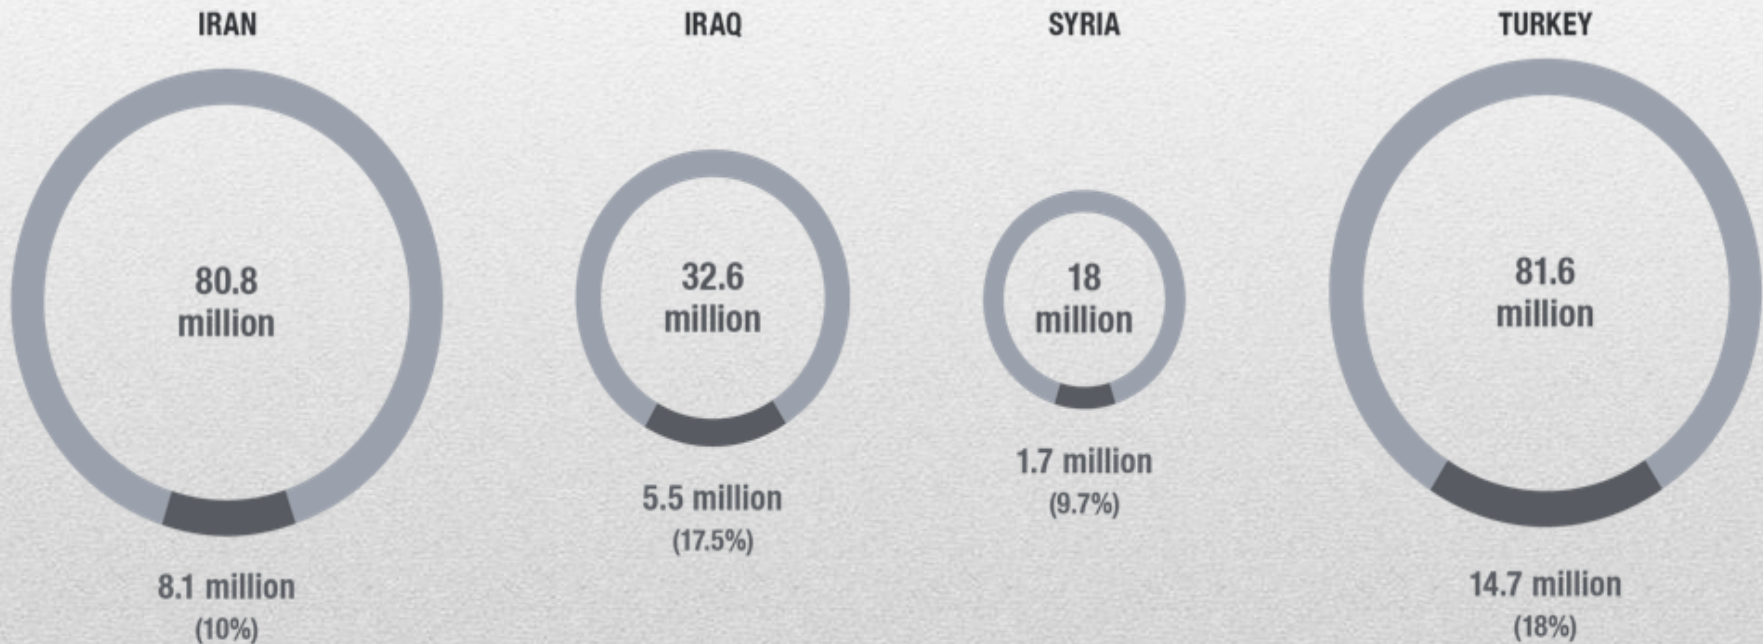 IRAN
80.8
million
8.1 million
(10%)
IRAQ
32.6
million
5.5 million
(17.5%)
SYRIA
18
million
1.7 million
(9.7%)
TURKEY
81.6
million
14.7 million
(18%)